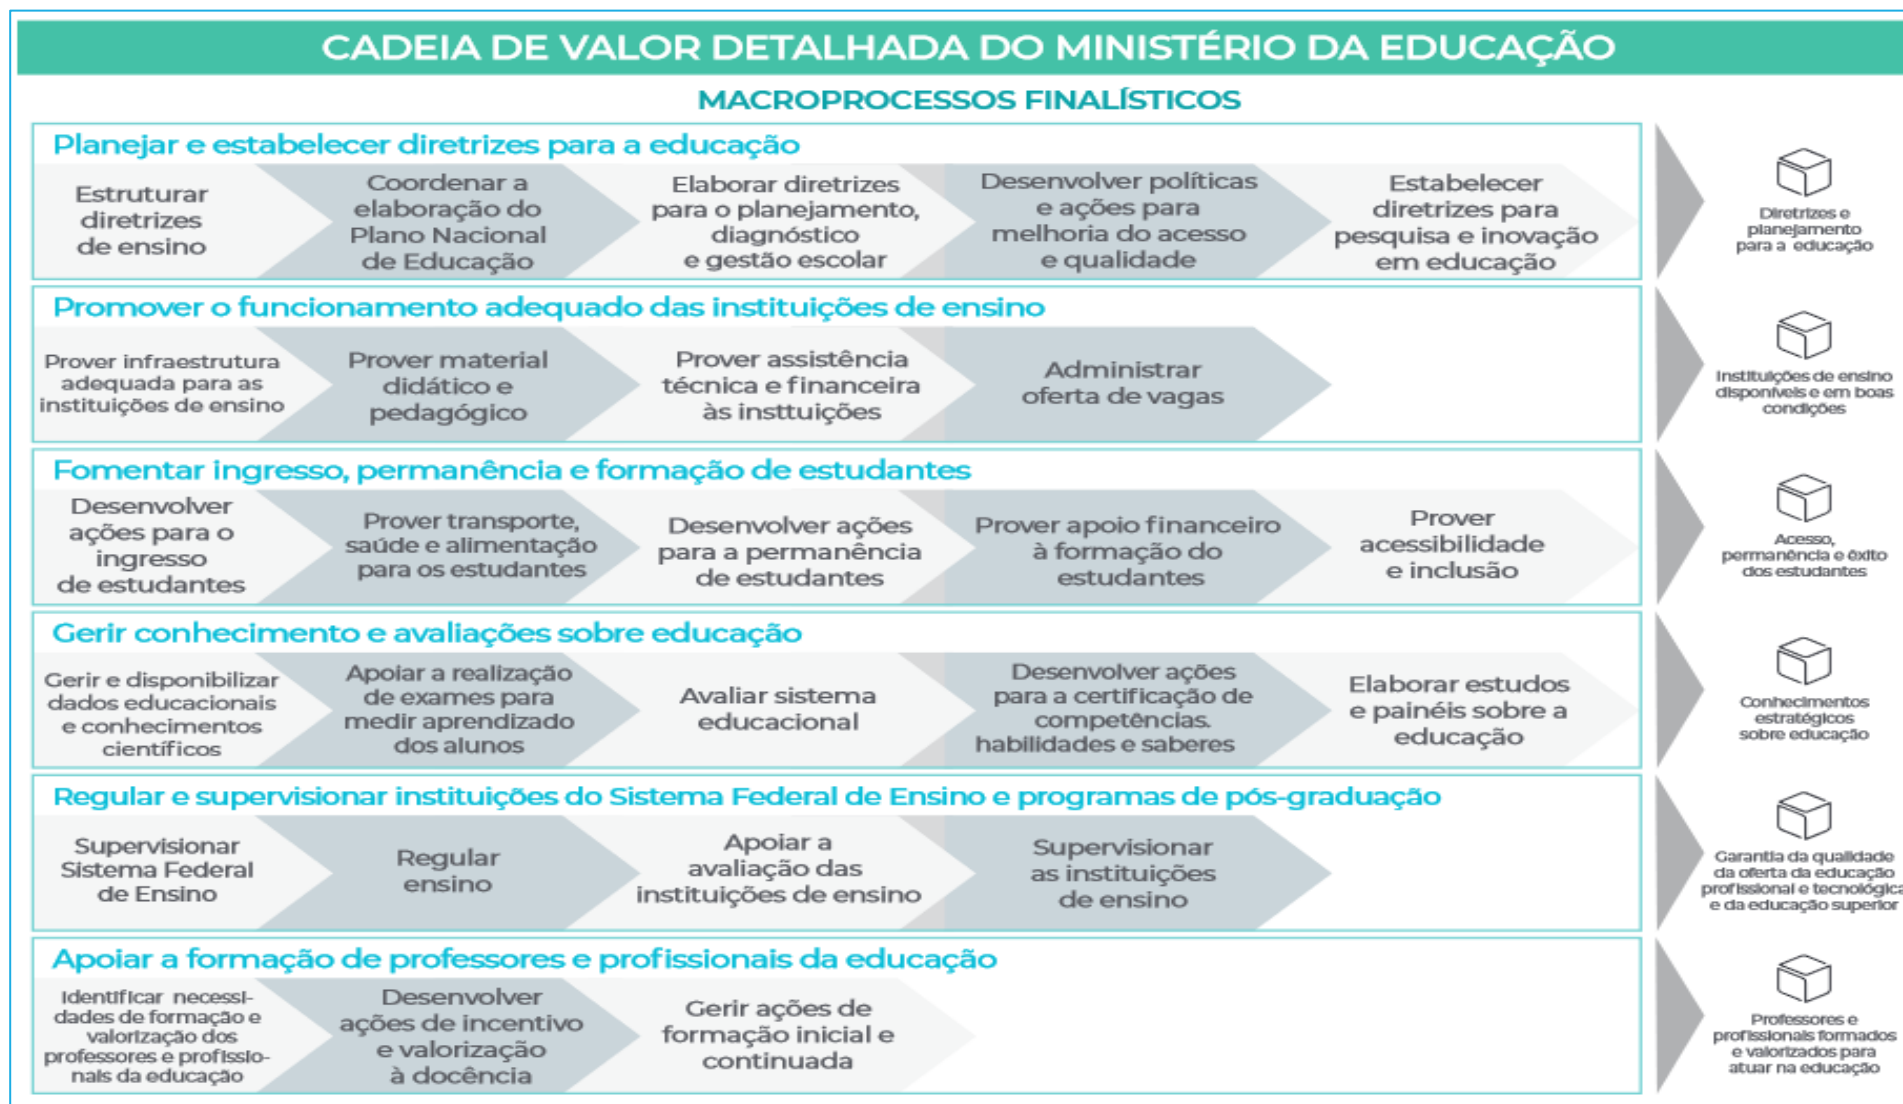 CADEIA DE VALOR DETALHADA DO MINISTÉRIO DA EDUCAÇÃO
MACROPROCESSOS FINALÍSTICOS
Planejar e estabelecer diretrizes para a educação
Estruturar
diretrizes
de ensino
Coordenar a
elaboração do
Plano Nacional
de Educação
Elaborar diretrizes
para o planejamento,
diagnóstico
e gestão escolar
Desenvolver políticas
e ações para
melhoria do acesso
e qualidade
Estabelecer
diretrizes para
pesquisa e inovação
em educação
Diretrizes e
planejamento
para a educação
Promover o funcionamento adequado das instituições de ensino
Prover infraestrutura
adequada para as
instituições de ensino
Prover material
didático e
pedagógico
Prover assistência
técnica e financeira
às insttuições
Administrar
oferta de vagas
Instituições de ensino
disponíveis e em boas
condições
Fomentar ingresso, permanência e formação de estudantes
Desenvolver
ações para o
ingresso
de estudantes
Prover transporte,
saúde e alimentação
para os estudantes
Desenvolver ações
para a permanência
de estudantes
Prover apoio financeiro
à formação do
estudantes
Prover
acessibilidade
e inclusão
Acesso,
permanência e êxito
dos estudantes
Gerir conhecimento e avaliações sobre educação
Gerir e disponibilizar
dados educacionais
e conhecimentos
científicos
Apoiar a realização
de exames para
medir aprendizado
dos alunos
Avaliar sistema
educacional
Desenvolver ações
para a certificação de
competências.
habilidades e saberes
Elaborar estudos
e painéis sobre a
educação
Conhecimentos
estratégicos
sobre educação
Regular e supervisionar instituições do Sistema Federal de Ensino e programas de pós-graduação
Supervisionar
Sistema Federal
de Ensino
Regular
ensino
Apoiar a
avaliação das
instituições de ensino
Supervisionar
as instituições
de ensino
Garantia da qualidade
da oferta da educação
profissional e tecnológica
e da educação superior
Apoiar a formação de professores e profissionais da educação
Identificar necessi-
dades de formação e
valorização dos
professores e profissio-
nais da educação
Desenvolver
ações de incentivo
e valorização
à docência
Gerir ações de
formação inicial e
continuada
Professores e
profissionais formados
e valorizados para
atuar na educação